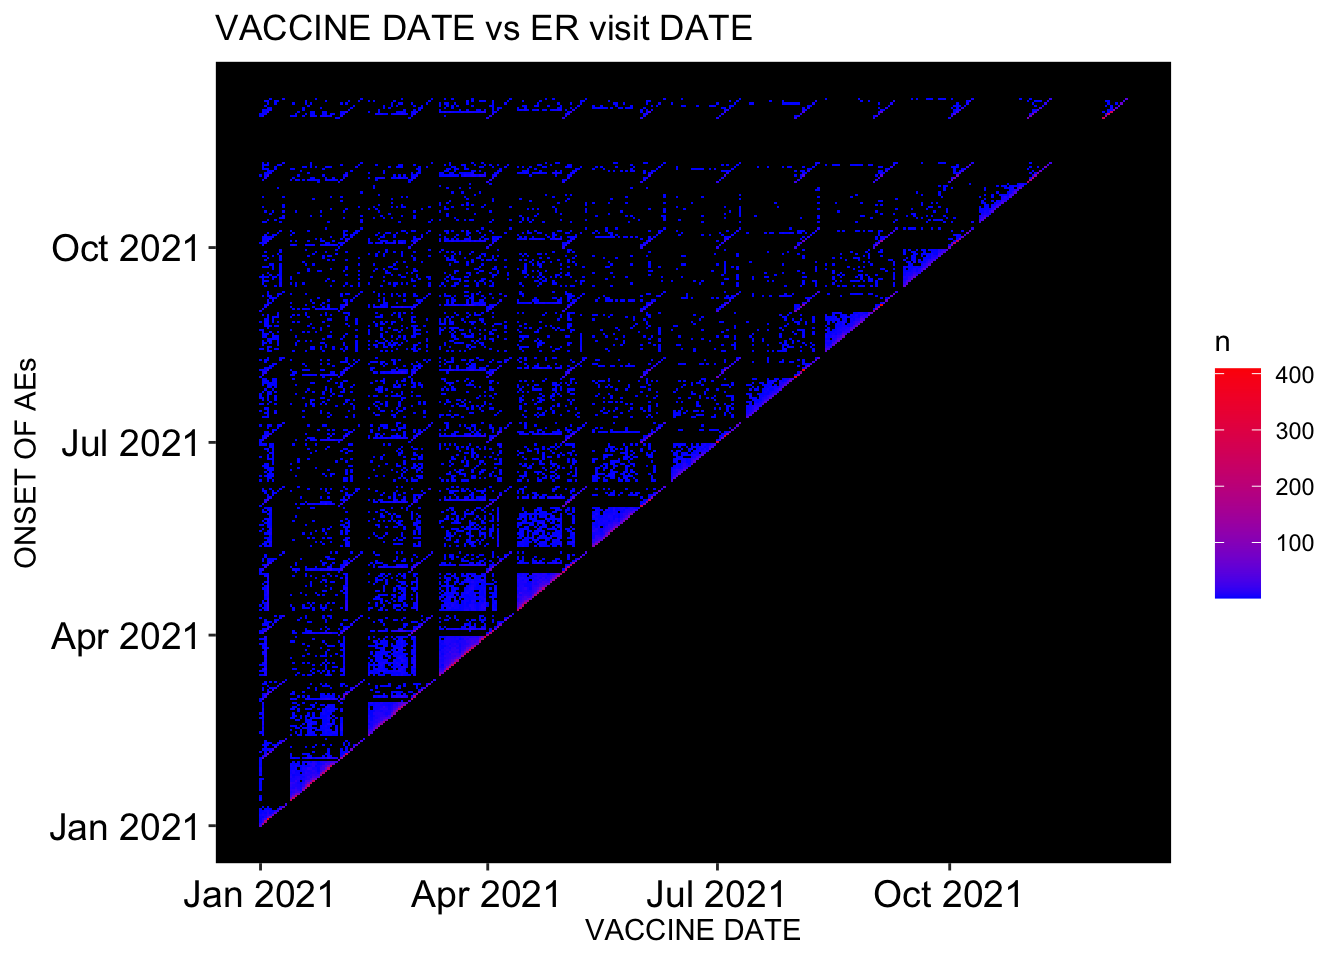 VACCINE DATE vs ER visit DATE
ONSET OF AEs
Oct 2021
Jul 2021
Apr 2021
Jan 2021
Jan 2021 Apr 2021 Jul 2021 Oct 2021
VACCINE DATE
n
400
300
200
100